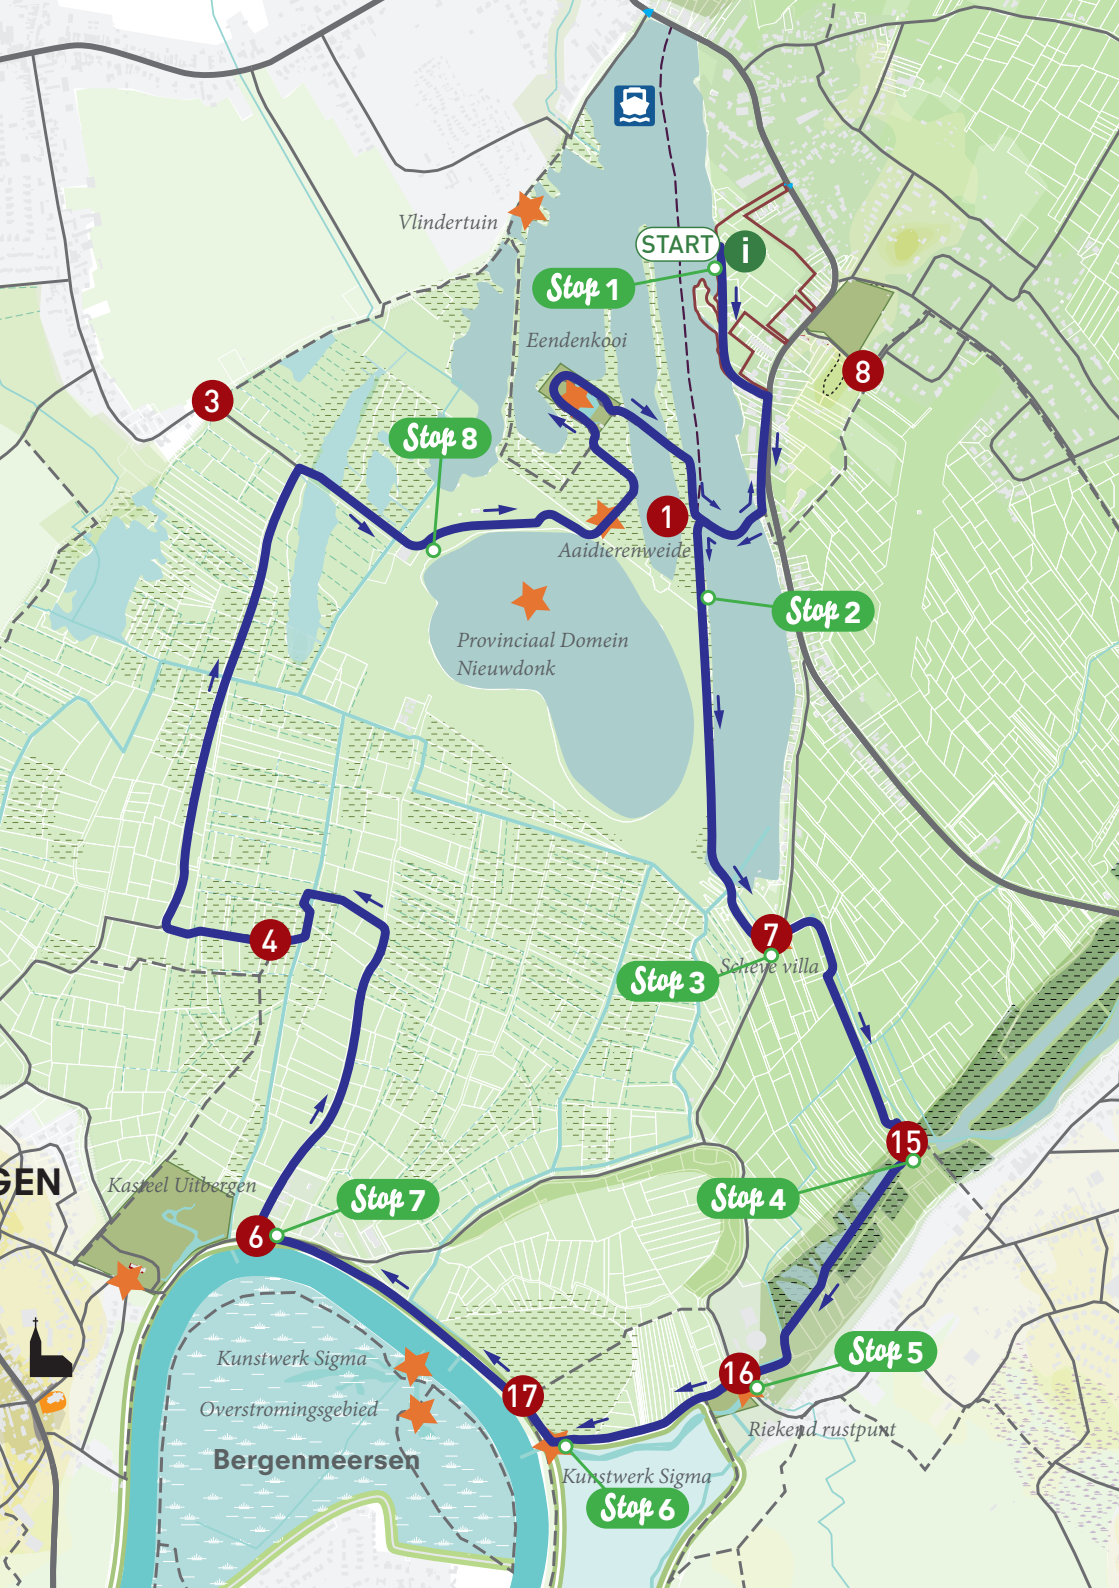 Vlindertuin
START
i
Stop 1
Eendenkooi
8
3
Stop 8
1
Aaidierenweide
Stop 2
Provinciaal Domein
Nieuwdonk
7
4
Scheve villa
Stop 3
15
GEN
Kasteel Uitbergen
Stop 7
Stop 4
6
Kunstwerk Sigma
Stop 5
16
17
Overstromingsgebied
Riekend rustpunt
Bergenmeersen
Kunstwerk Sigma
Stop 6